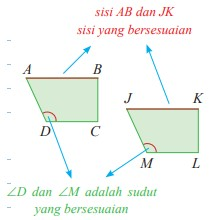 sisi AB dan JK
sisi yang bersesuaian
A B
J K
D C
M L
∠D dan ∠M adalah sudut
yang bersesuaian